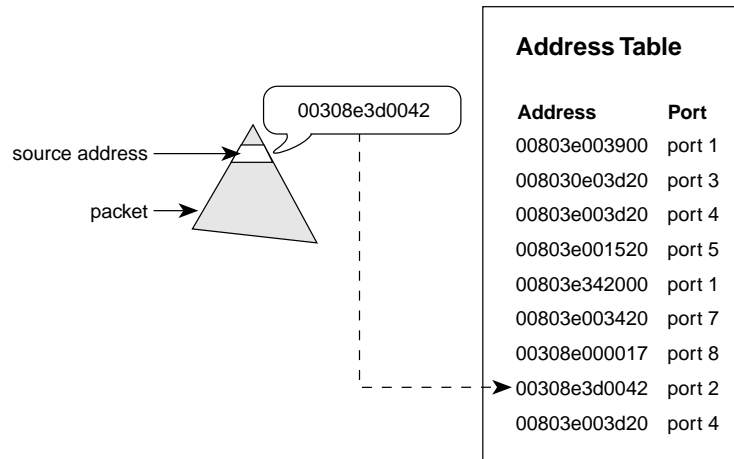 Address Table
00308e3d0042
Address Port
00803e003900 port 1
source address
008030e03d20 port 3
packet
00803e003d20 port 4
00803e001520 port 5
00803e342000 port 1
00803e003420 port 7
00308e000017 port 8
00308e3d0042 port 2
00803e003d20 port 4